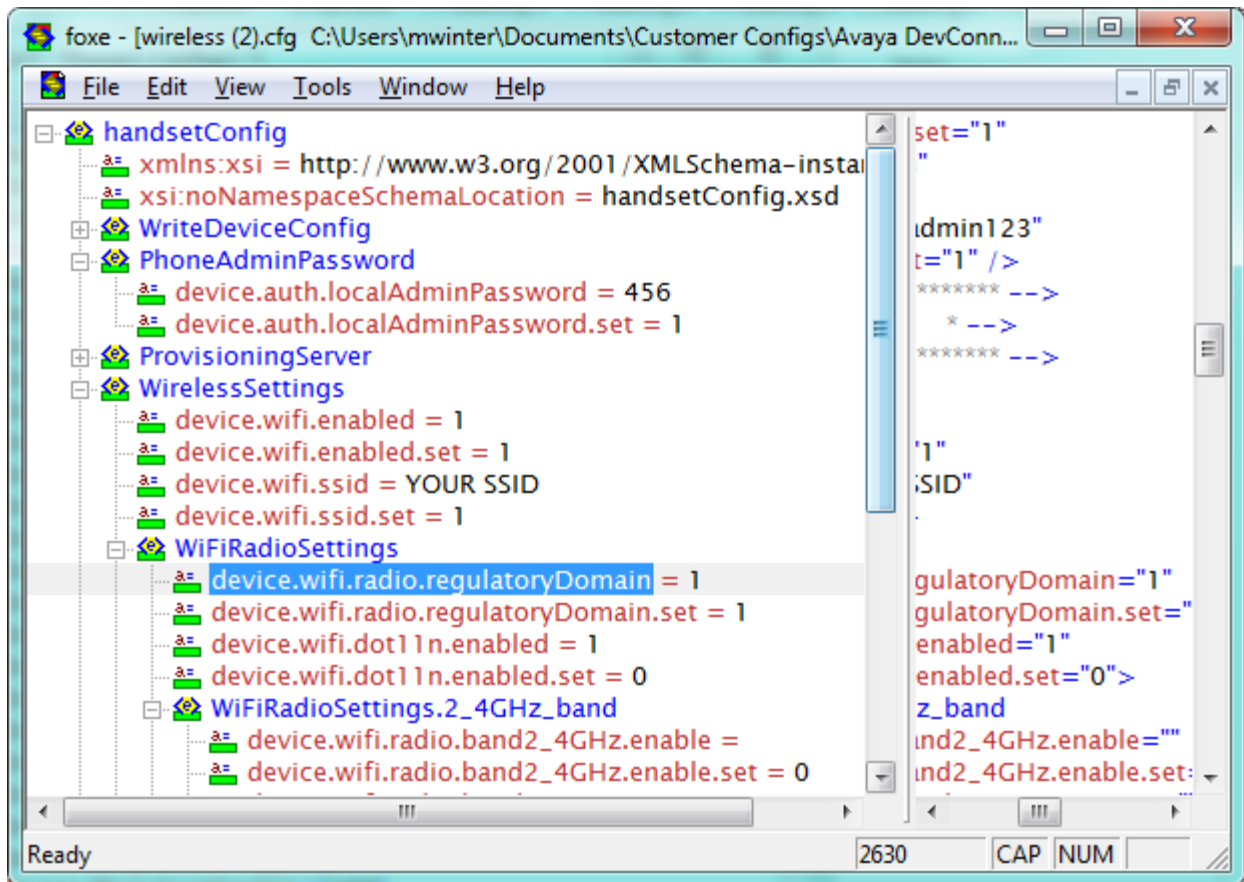 foxe - [wireless (2).cfg C:\Users\mwinter\Documents\Customer Configs\Avaya DevConn...
File Edit View Tools Window Help
handsetConfig
xmlns:xsi = http://www.w3.org/2001/XMLSchema-instan
xsi:noNamespaceSchemaLocation = handsetConfig.xsd
WriteDeviceConfig
PhoneAdminPassword
device.auth.localAdminPassword = 456
device.auth.localAdminPassword.set = 1
ProvisioningServer
WirelessSettings
device.wifi.enabled = 1
device.wifi.enabled.set = 1
device.wifi.ssid = YOUR SSID
device.wifi.ssid.set = 1
WiFiRadioSettings
device.wifi.radio.regulatoryDomain = 1
device.wifi.radio.regulatoryDomain.set = 1
device.wifi.dot11n.enabled = 1
device.wifi.dot11n.enabled.set = 0
WiFiRadioSettings.2_4GHz_band
device.wifi.radio.band2_4GHz.enable =
device.wifi.radio.band2_4GHz.enable.set = 0
set="1"
"
dmin123"
t="1" />
******* -->
* -->
******* -->
"1"
SSID"
gulatoryDomain="1"
gulatoryDomain.set="
enabled="1"
enabled.set="0">
z_band
and2_4GHz.enable=""
and2_4GHz.enable.set=
Ready 2630 CAP NUM